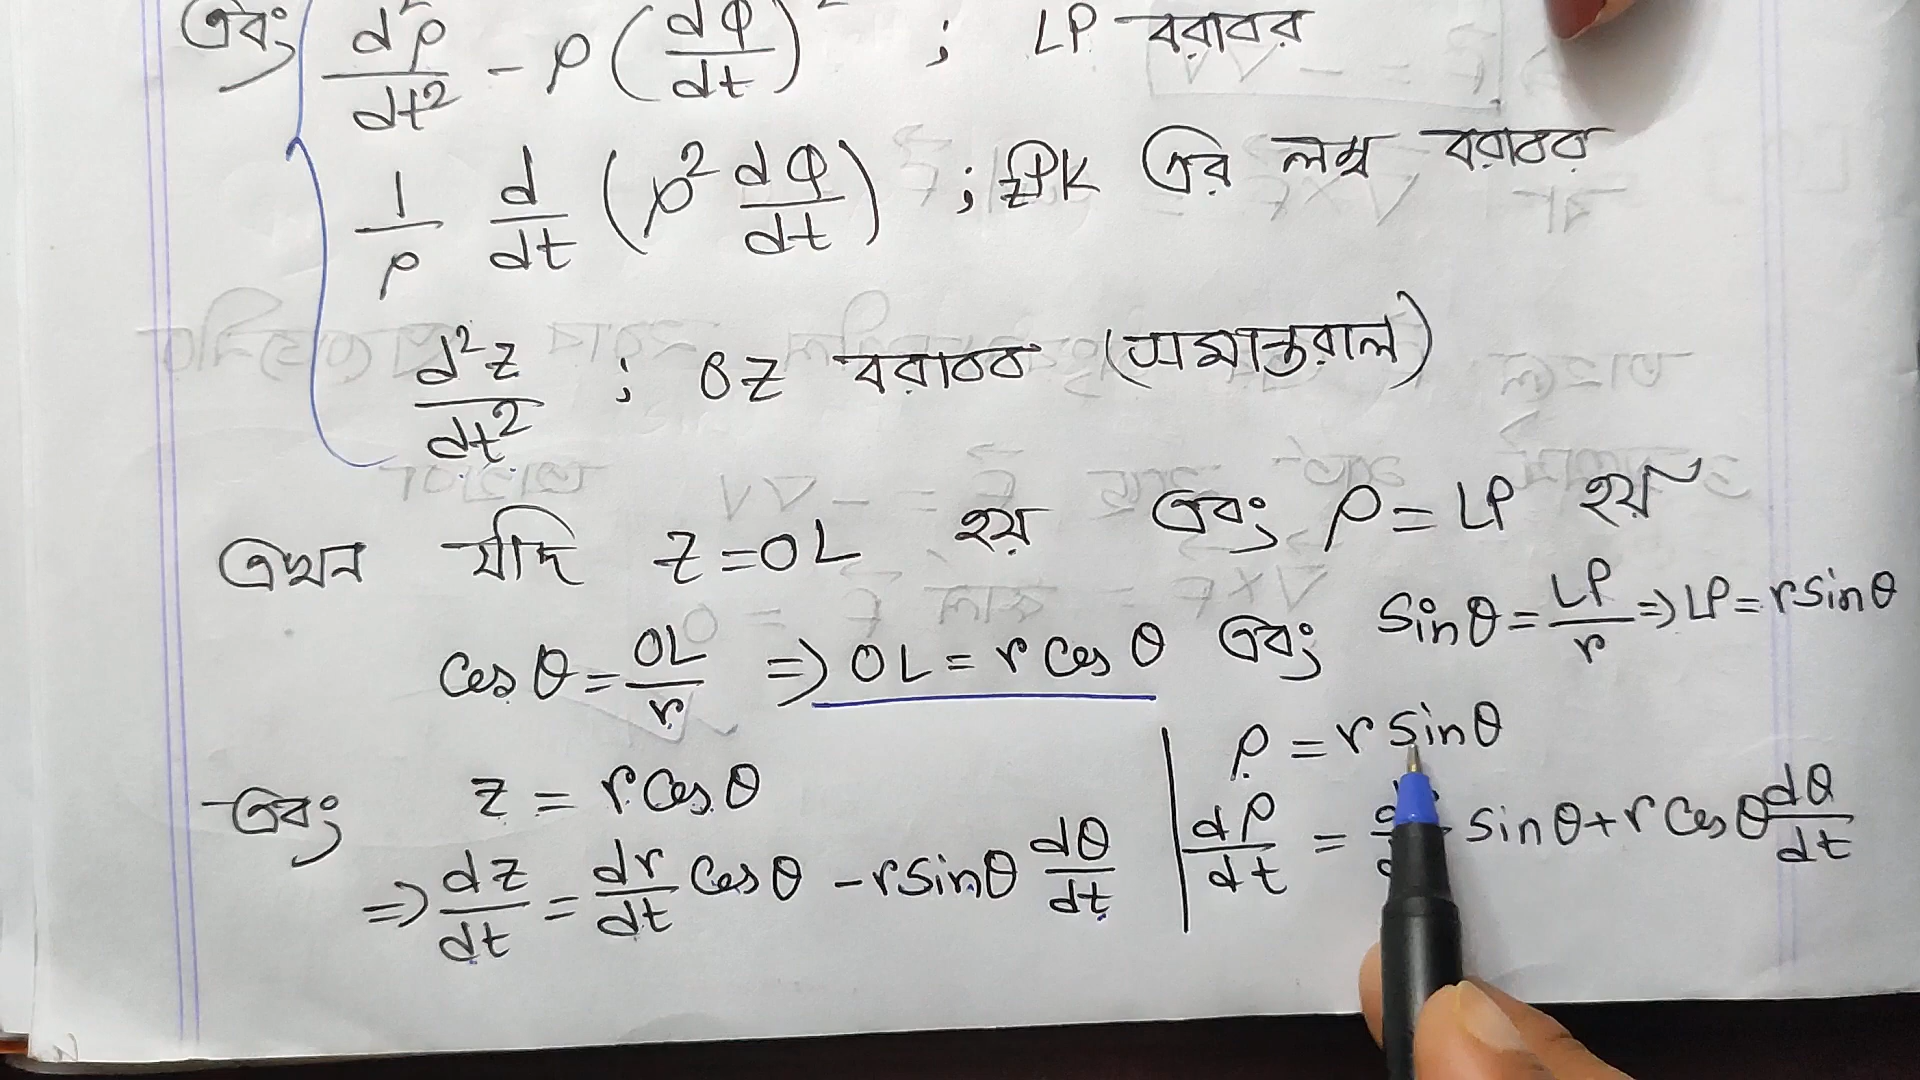 এবং d²ρ/dt² - ρ(dφ/dt)² ; LP বরাবর
1/ρ d/dt (ρ² dφ/dt) ; PK এর লম্ব বরাবর
d²z/dt² ; OZ বরাবর (সমান্তরাল)
এখন যদি z = OL হয় এবং ρ = LP হয়
cos θ = OL/r ⇒ OL = r cos θ এবং sin θ = LP/r ⇒ LP = r sin θ
এবং z = r cos θ
⇒ dz/dt = dr/dt cos θ - r sin θ dθ/dt
ρ = r sin θ
dρ/dt = sin θ + r cos θ dθ/dt